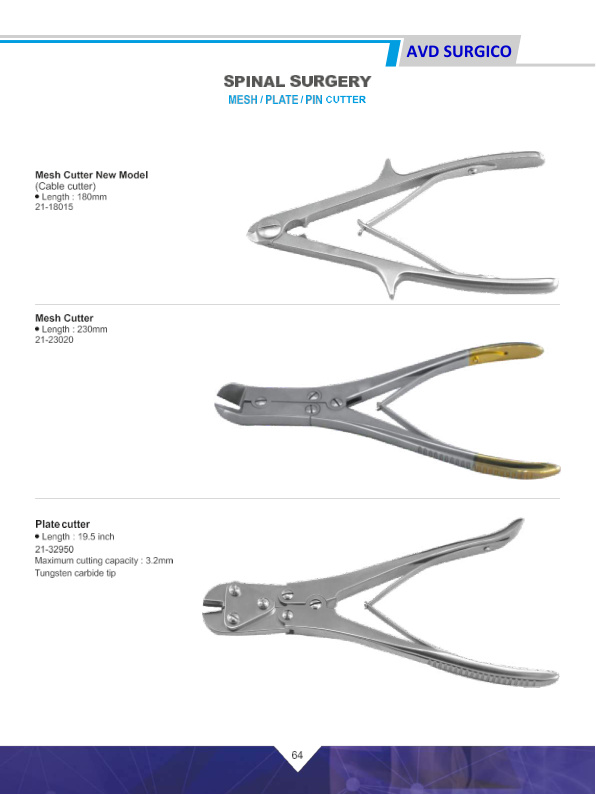 AVD SURGICO
SPINAL SURGERY
MESH / PLATE / PIN CUTTER
Mesh Cutter New Model
(Cable cutter)
• Length : 180mm
21-18015
Mesh Cutter
• Length : 230mm
21-23020
Plate cutter
• Length : 19.5 inch
21-32950
Maximum cutting capacity : 3.2mm
Tungsten carbide tip
64